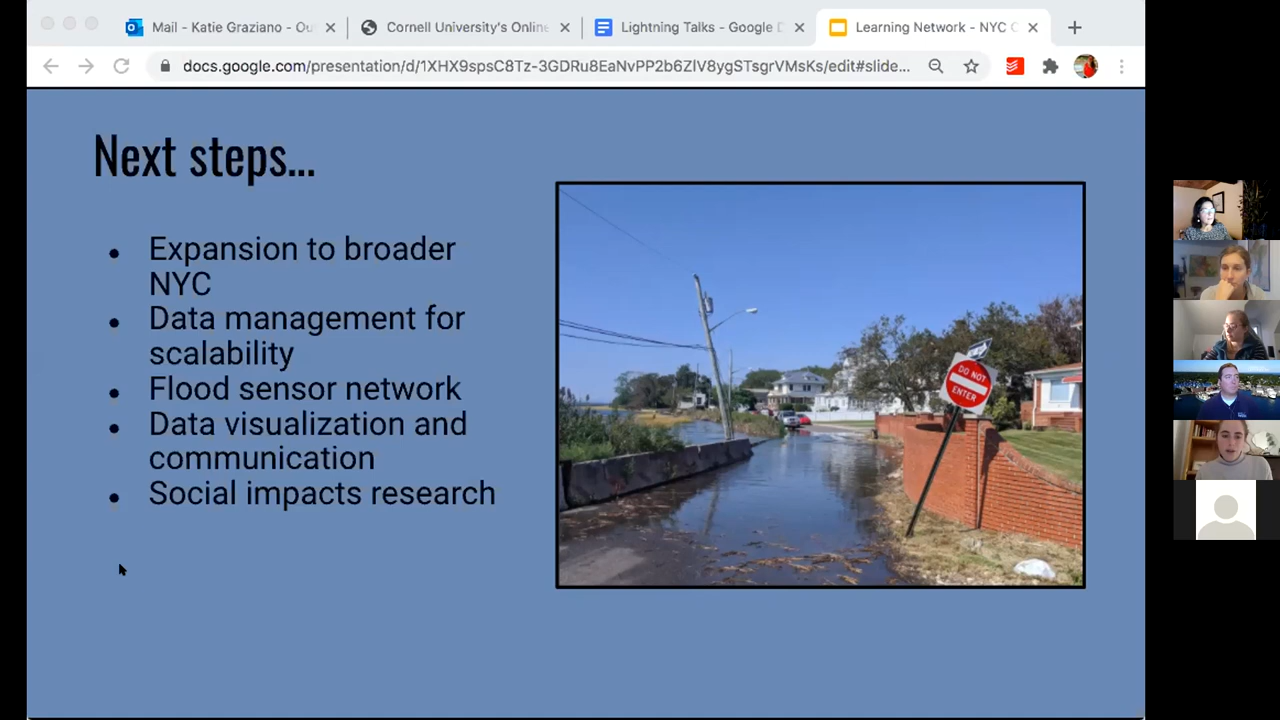 Mail - Katie Graziano - Ou
Cornell University's Online
Lightning Talks - Google D
Learning Network - NYC C
docs.google.com/presentation/d/1XHX9spsC8Tz-3GDRu8EaNvPP2b6ZIV8ygSTsgrVMsKs/edit#slide...
Next steps...
• Expansion to broader
NYC
• Data management for
scalability
• Flood sensor network
• Data visualization and
communication
• Social impacts research
DO NOT
ENTER